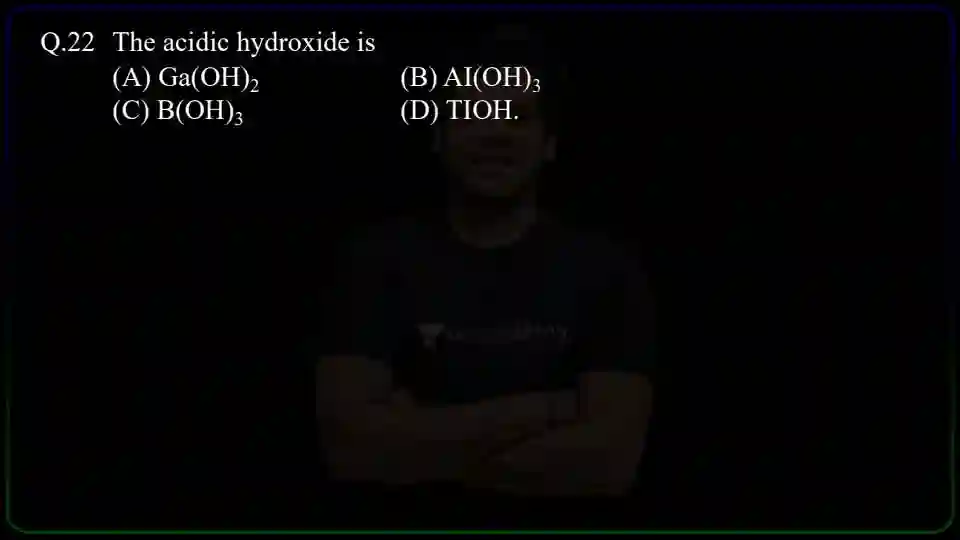 Q.22 The acidic hydroxide is
(A) Ga(OH)₂ (B) AI(OH)₃
(C) B(OH)₃ (D) TIOH.